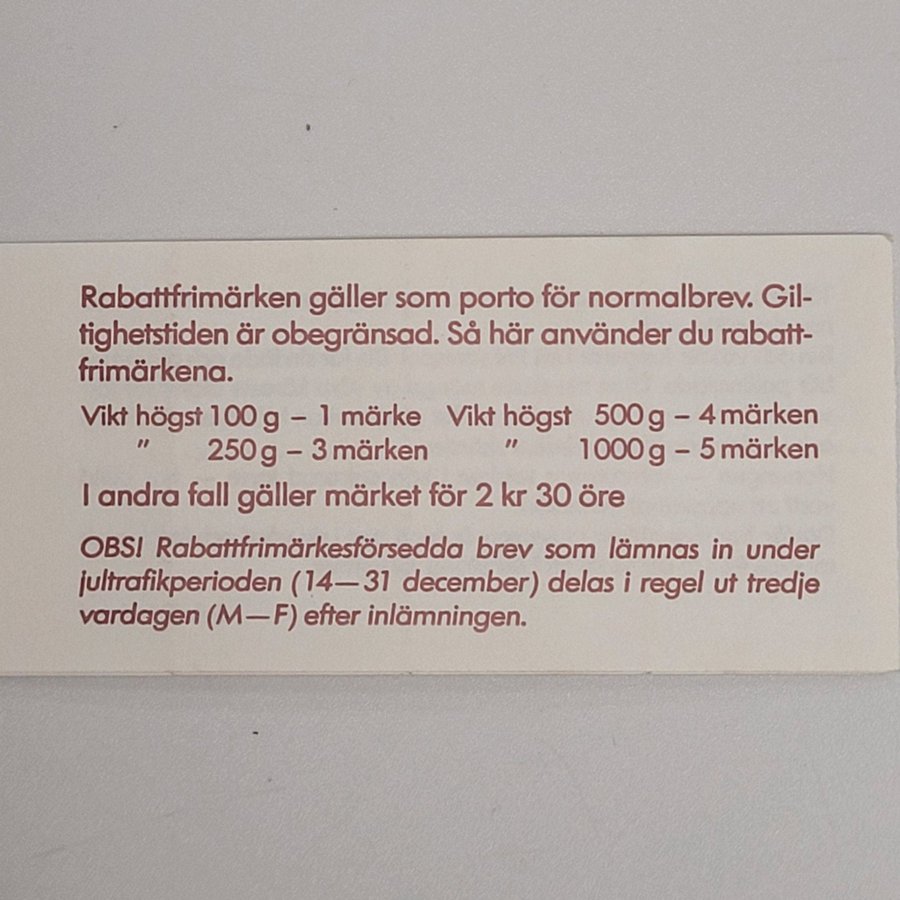 Rabattfrimärken gäller som porto för normalbrev. Gil-
tighetstiden är obegränsad. Så här använder du rabatt-
frimärkena.
Vikt högst 100 g – 1 märke Vikt högst 500 g – 4 märken
" 250 g – 3 märken " 1000 g – 5 märken
I andra fall gäller märket för 2 kr 30 öre
OBS! Rabattfrimärkesförsedda brev som lämnas in under
jultrafikperioden (14—31 december) delas i regel ut tredje
vardagen (M—F) efter inlämningen.